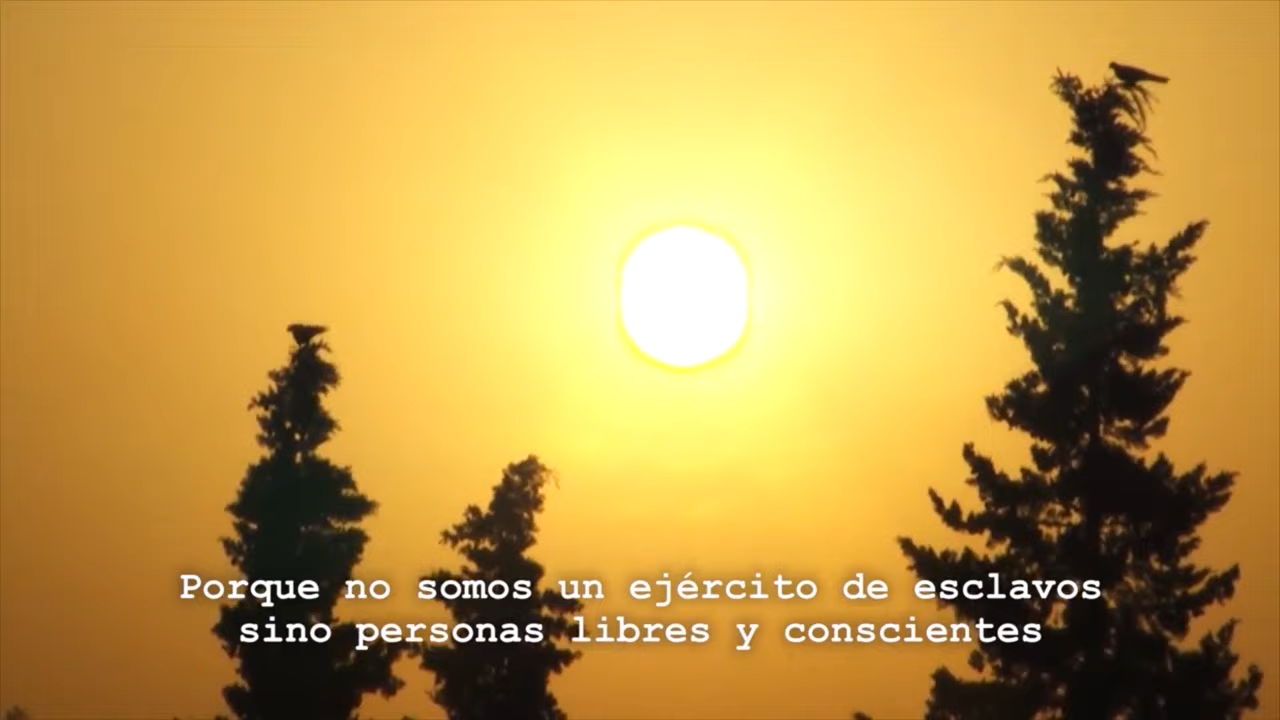 Porque no somos un ejército de esclavos
sino personas libres y conscientes